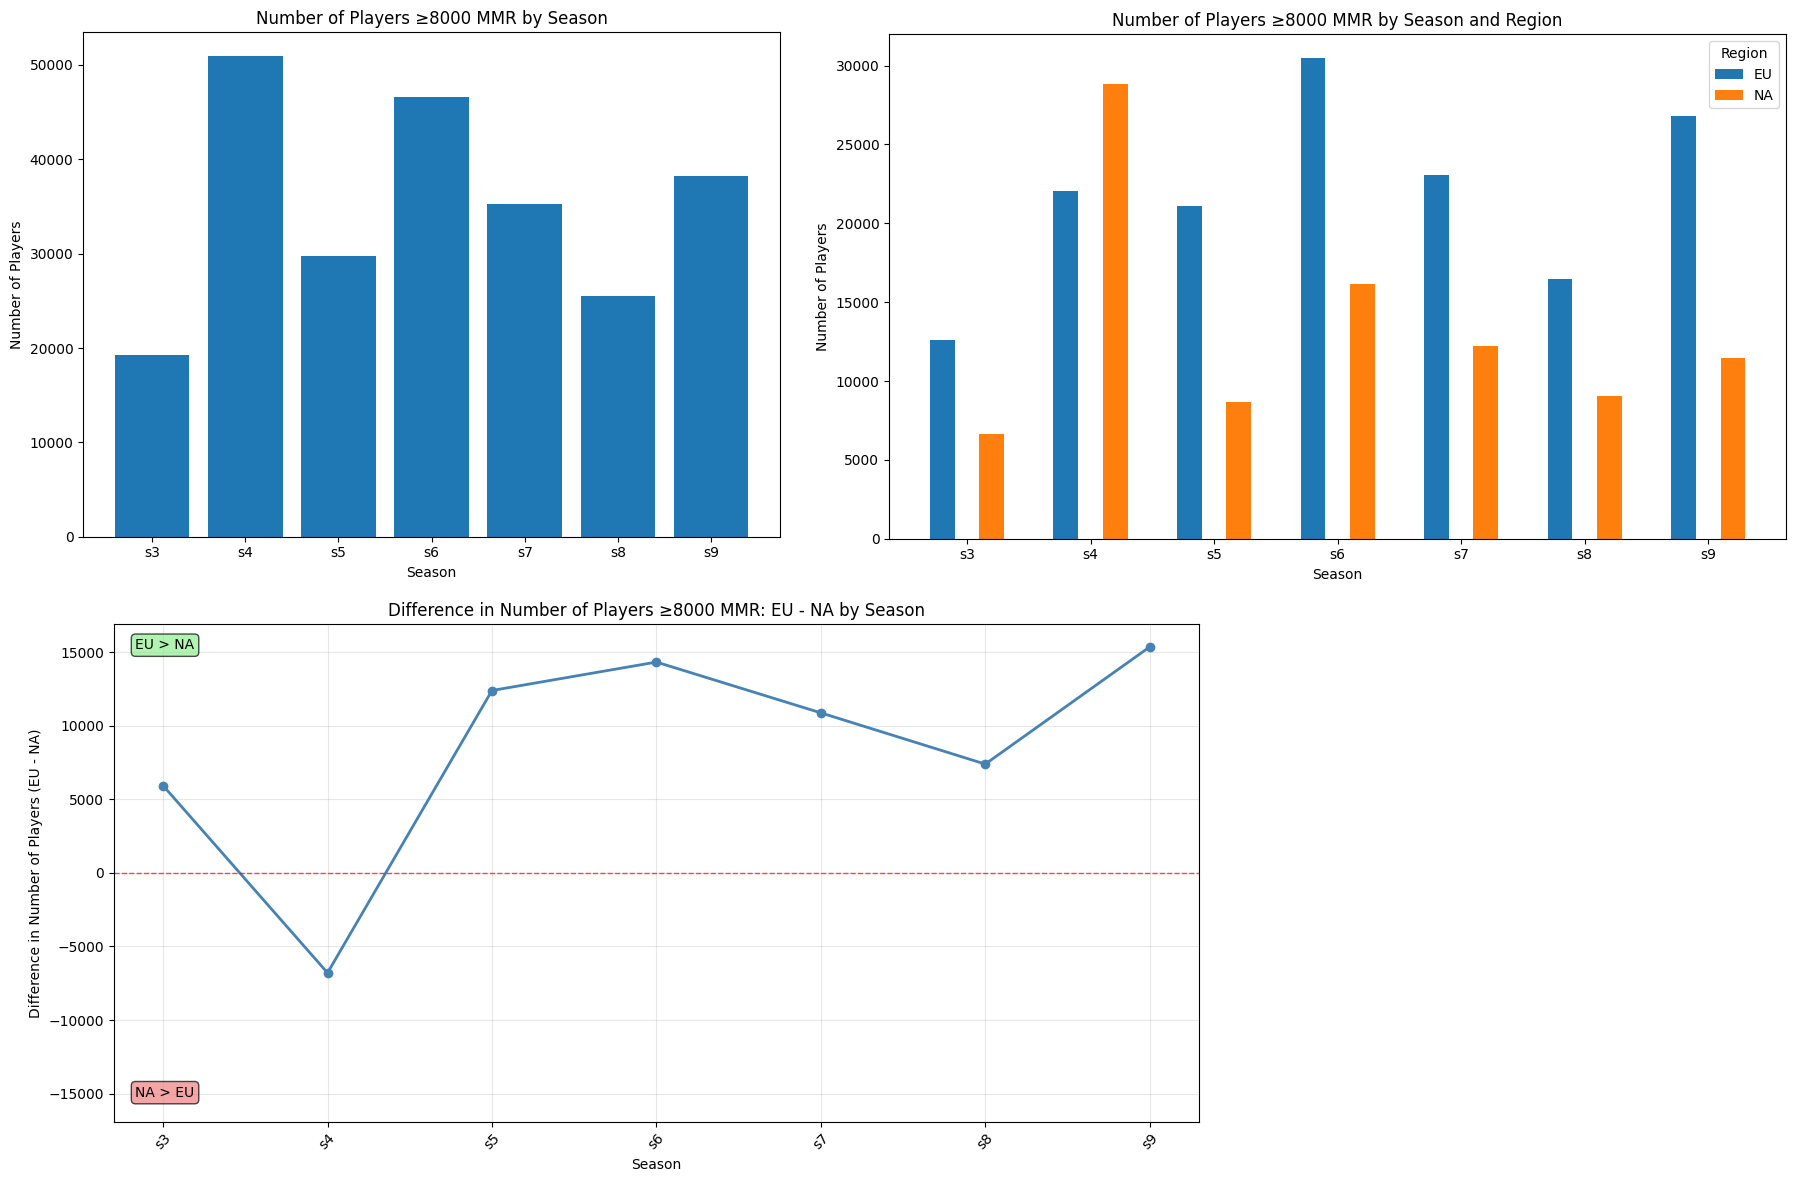 Number of Players ≥8000 MMR by Season
50000
40000
30000
20000
10000
0
Number of Players
s3 s4 s5 s6 s7 s8 s9
Season
Number of Players ≥8000 MMR by Season and Region
30000
25000
20000
15000
10000
5000
0
Number of Players
Region
EU
NA
s3 s4 s5 s6 s7 s8 s9
Season
Difference in Number of Players ≥8000 MMR: EU - NA by Season
EU > NA
15000
10000
5000
0
−5000
−10000
−15000
Difference in Number of Players (EU - NA)
NA > EU
s3 s4 s5 s6 s7 s8 s9
Season